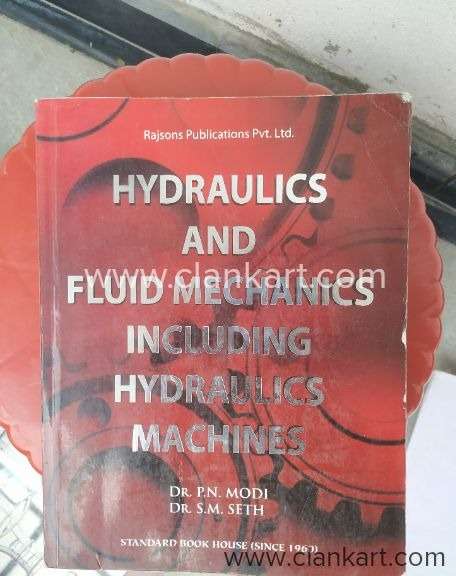 Rajsons Publications Pvt. Ltd.
HYDRAULICS
AND
www.clankart.com
FLUID MECHANICS
INCLUDING
HYDRAULICS
MACHINES
DR. P.N. MODI
DR. S.M. SETH
STANDARD BOOK HOUSE (SINCE 1960)
www.clankart.com